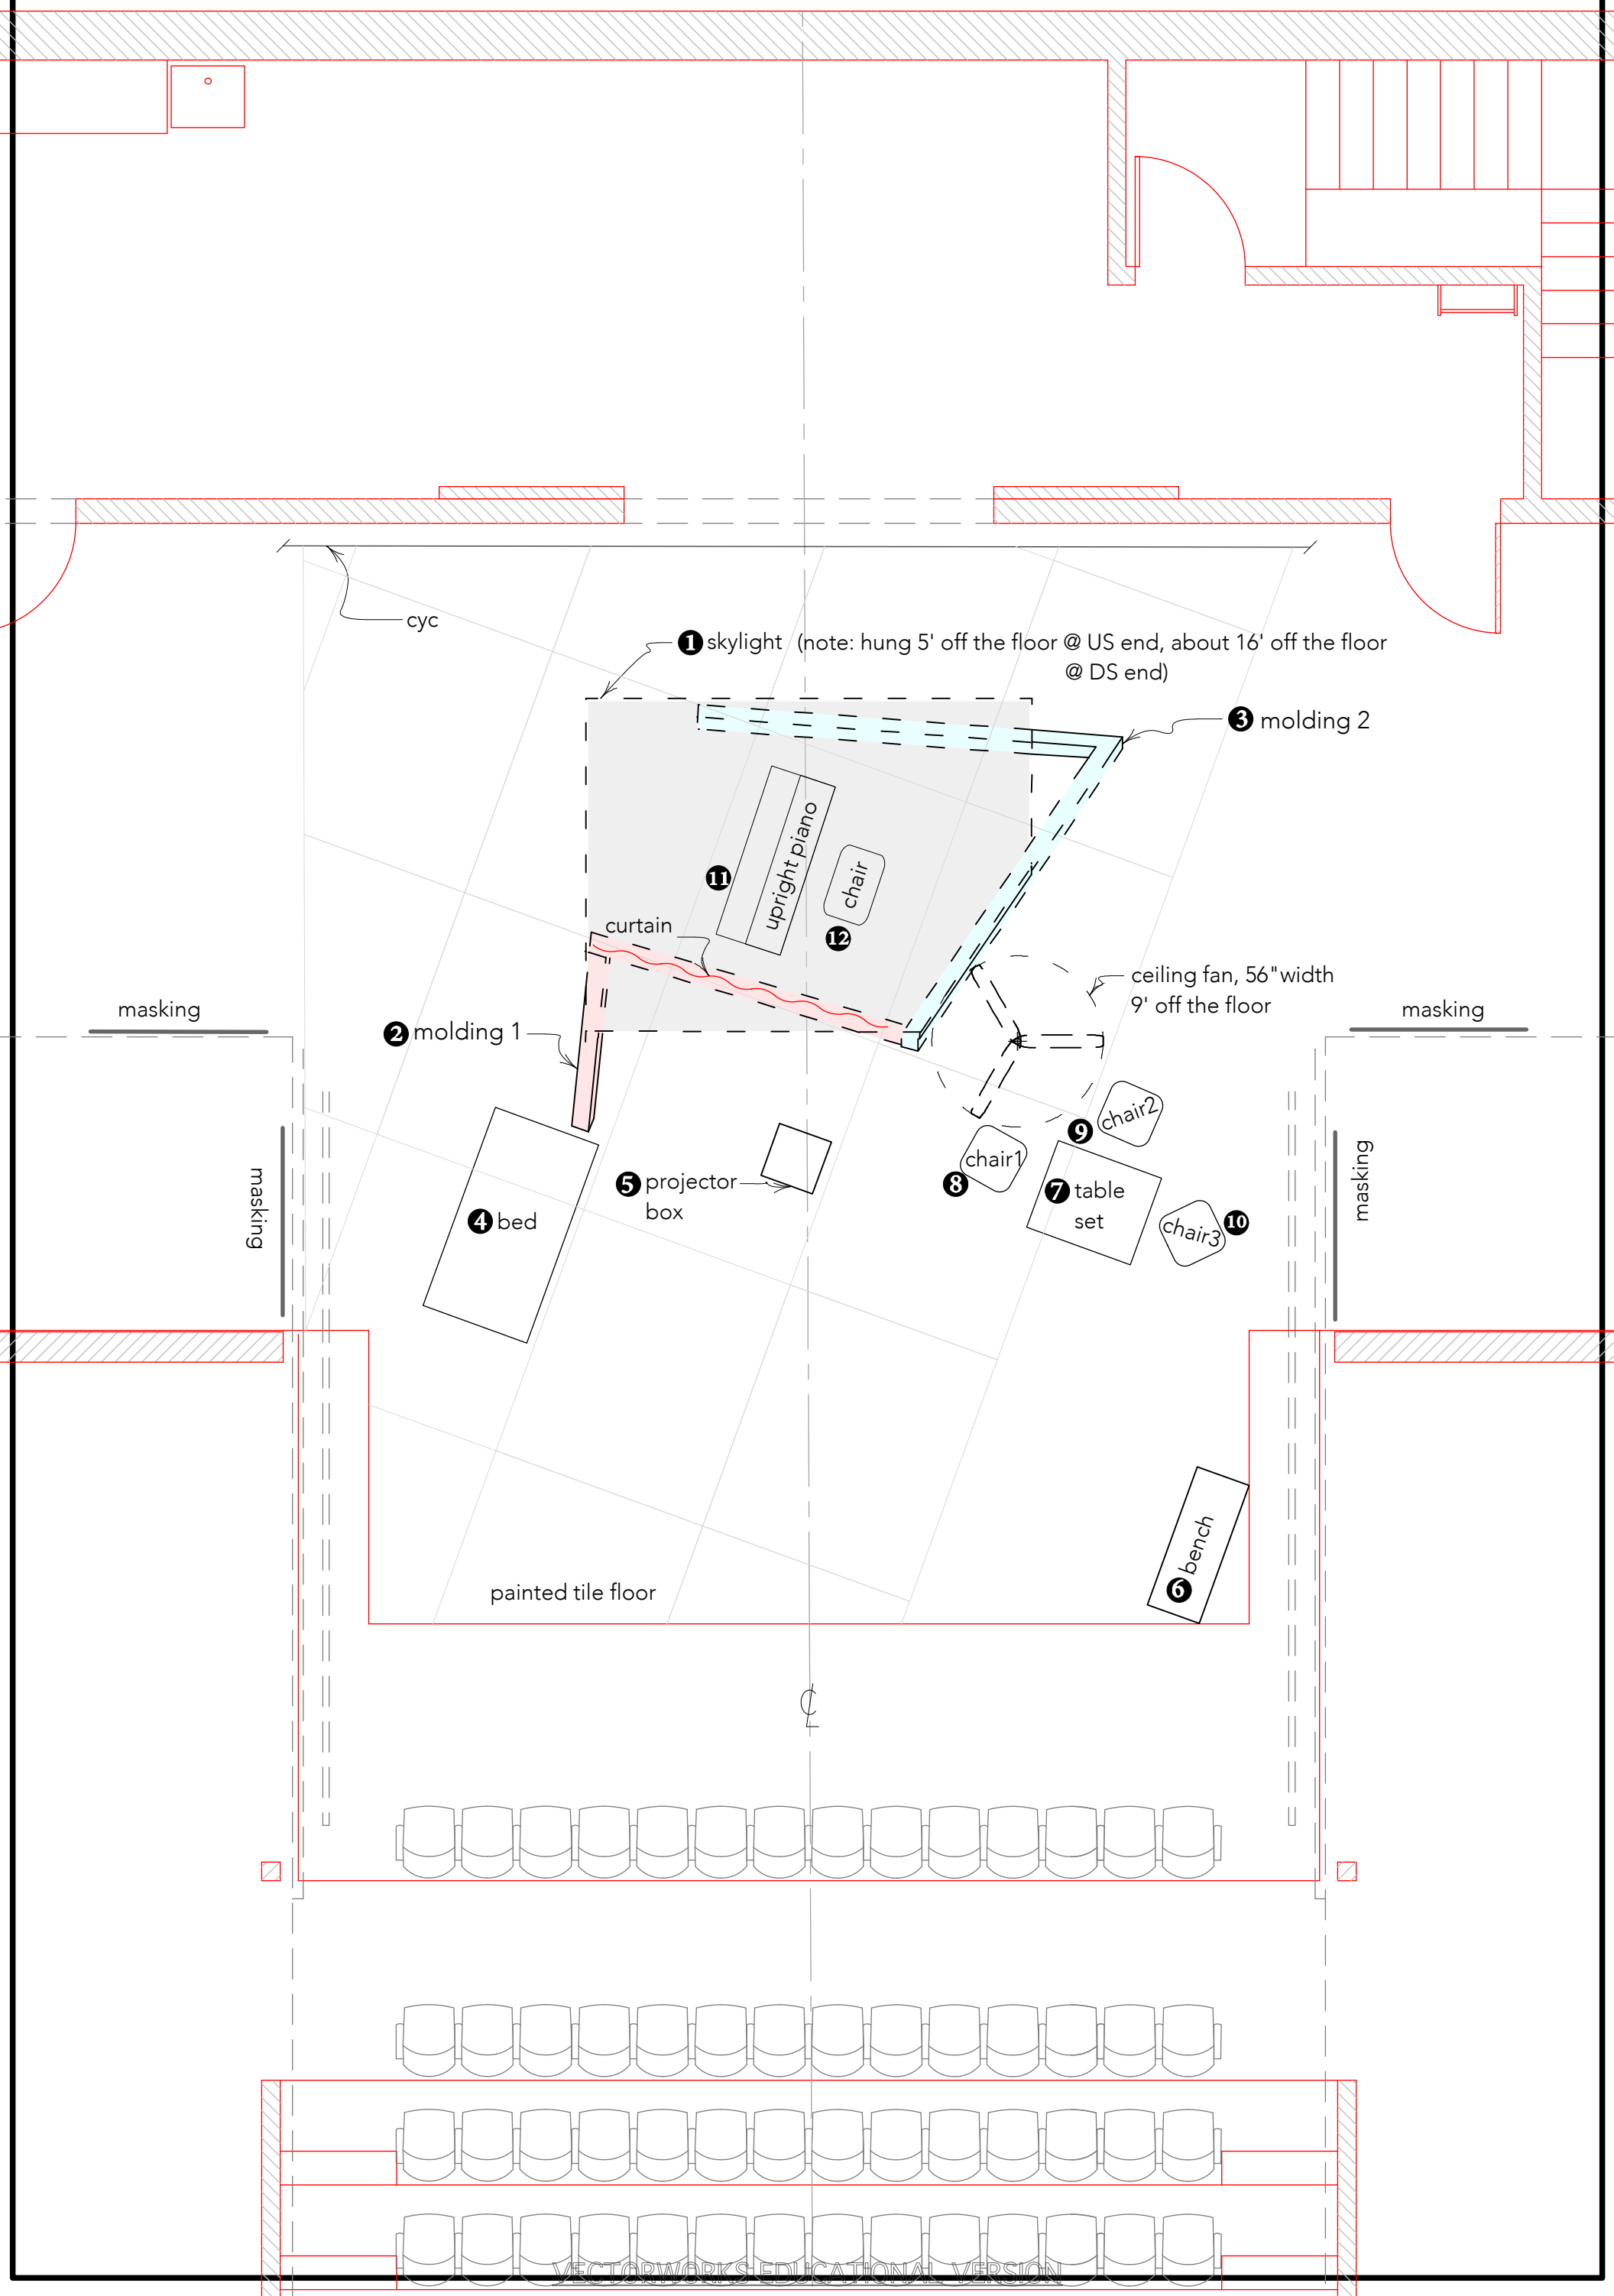 cyc
1 skylight (note: hung 5' off the floor @ US end, about 16' off the floor
@ DS end)
3 molding 2
upright piano
11
chair
12
curtain
ceiling fan, 56"width
9' off the floor
masking
masking
2 molding 1
chair2
9
masking
masking
chair1
8
5 projector
box
7 table
set
4 bed
chair3
10
bench
6
painted tile floor
℄
VECTORWORKS EDUCATIONAL VERSION